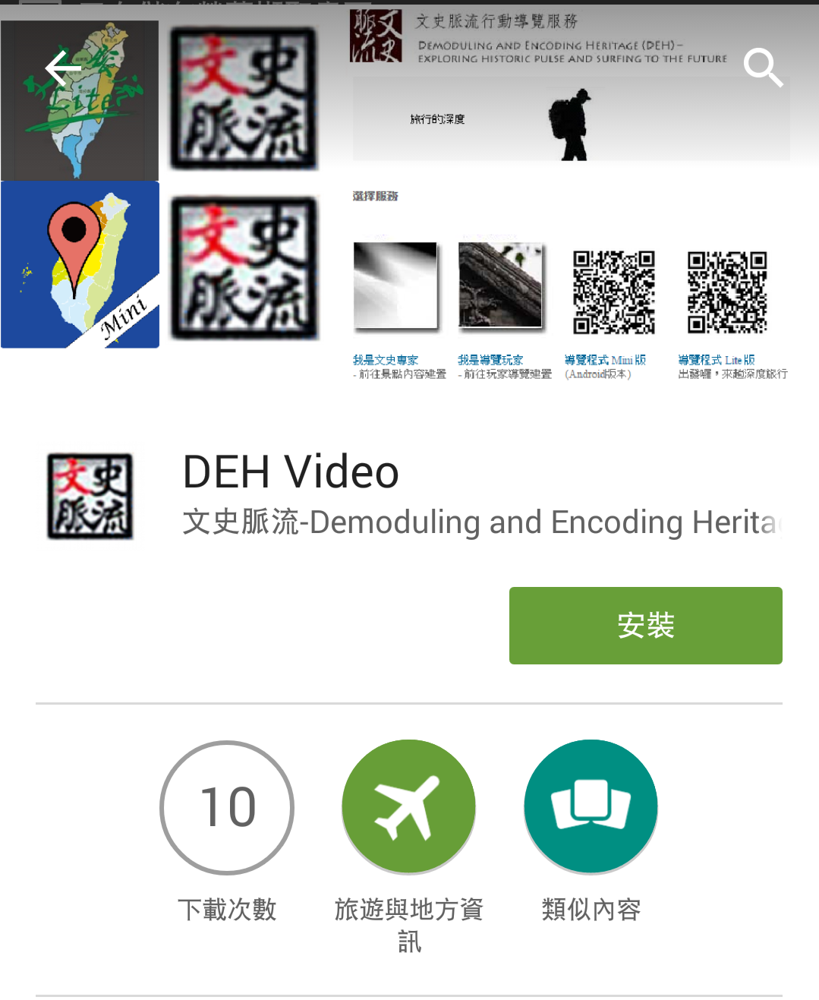 Lite
文史
脈流
脈文
流史
文史脈流行動導覽服務
DEMODULING AND ENCODING HERITAGE (DEH)–
EXPLORING HISTORIC PULSE AND SURFING TO THE FUTURE
旅行的深度
選擇服務
Mini
文史
脈流
我是文史專家
- 前往景點內容建置
我是導覽玩家
- 前往玩家導覽建置
導覽程式 Mini 版
(Android版本)
導覽程式 Lite 版
出發囉，來趟深度旅行
文史
脈流
DEH Video
文史脈流-Demoduling and Encoding Herita
安裝
10
下載次數
旅遊與地方資
訊
類似內容